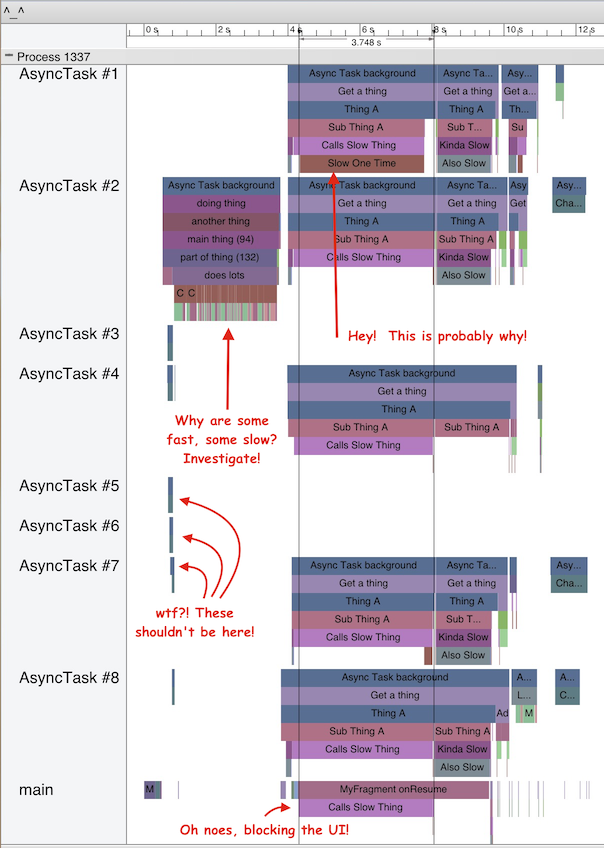 ^_^
0 s 2 s 4 s 6 s 8 s 10 s 12 s
3.748 s
Process 1337
AsyncTask #1
Async Task background Async Ta... Asy...
Get a thing Get a thing Get a...
Thing A Thing A Th...
Sub Thing A Sub T... Su
Calls Slow Thing Kinda Slow
Slow One Time Also Slow
AsyncTask #2
Async Task background Async Task background Async Ta... Asy Asy...
doing thing Get a thing Get a thing Get Cha...
another thing Thing A Thing A
main thing (94) Sub Thing A Sub Thing A
part of thing (132) Calls Slow Thing Kinda Slow
does lots Also Slow
C C
AsyncTask #3
Hey! This is probably why!
AsyncTask #4
Async Task background
Get a thing
Thing A
Sub Thing A Sub Thing A
Calls Slow Thing
Why are some
fast, some slow?
Investigate!
AsyncTask #5
AsyncTask #6
AsyncTask #7
Async Task background Async Ta... Asy...
Get a thing Get a thing Cha...
Thing A Thing A
Sub Thing A Sub T...
Calls Slow Thing Kinda Slow
Also Slow
wtf?! These
shouldn't be here!
AsyncTask #8
Async Task background A... A...
Get a thing L... C...
Thing A Ad M
Sub Thing A Sub Thing A
Calls Slow Thing Kinda Slow
Also Slow
main
M MyFragment onResume
Calls Slow Thing
Oh noes, blocking the UI!